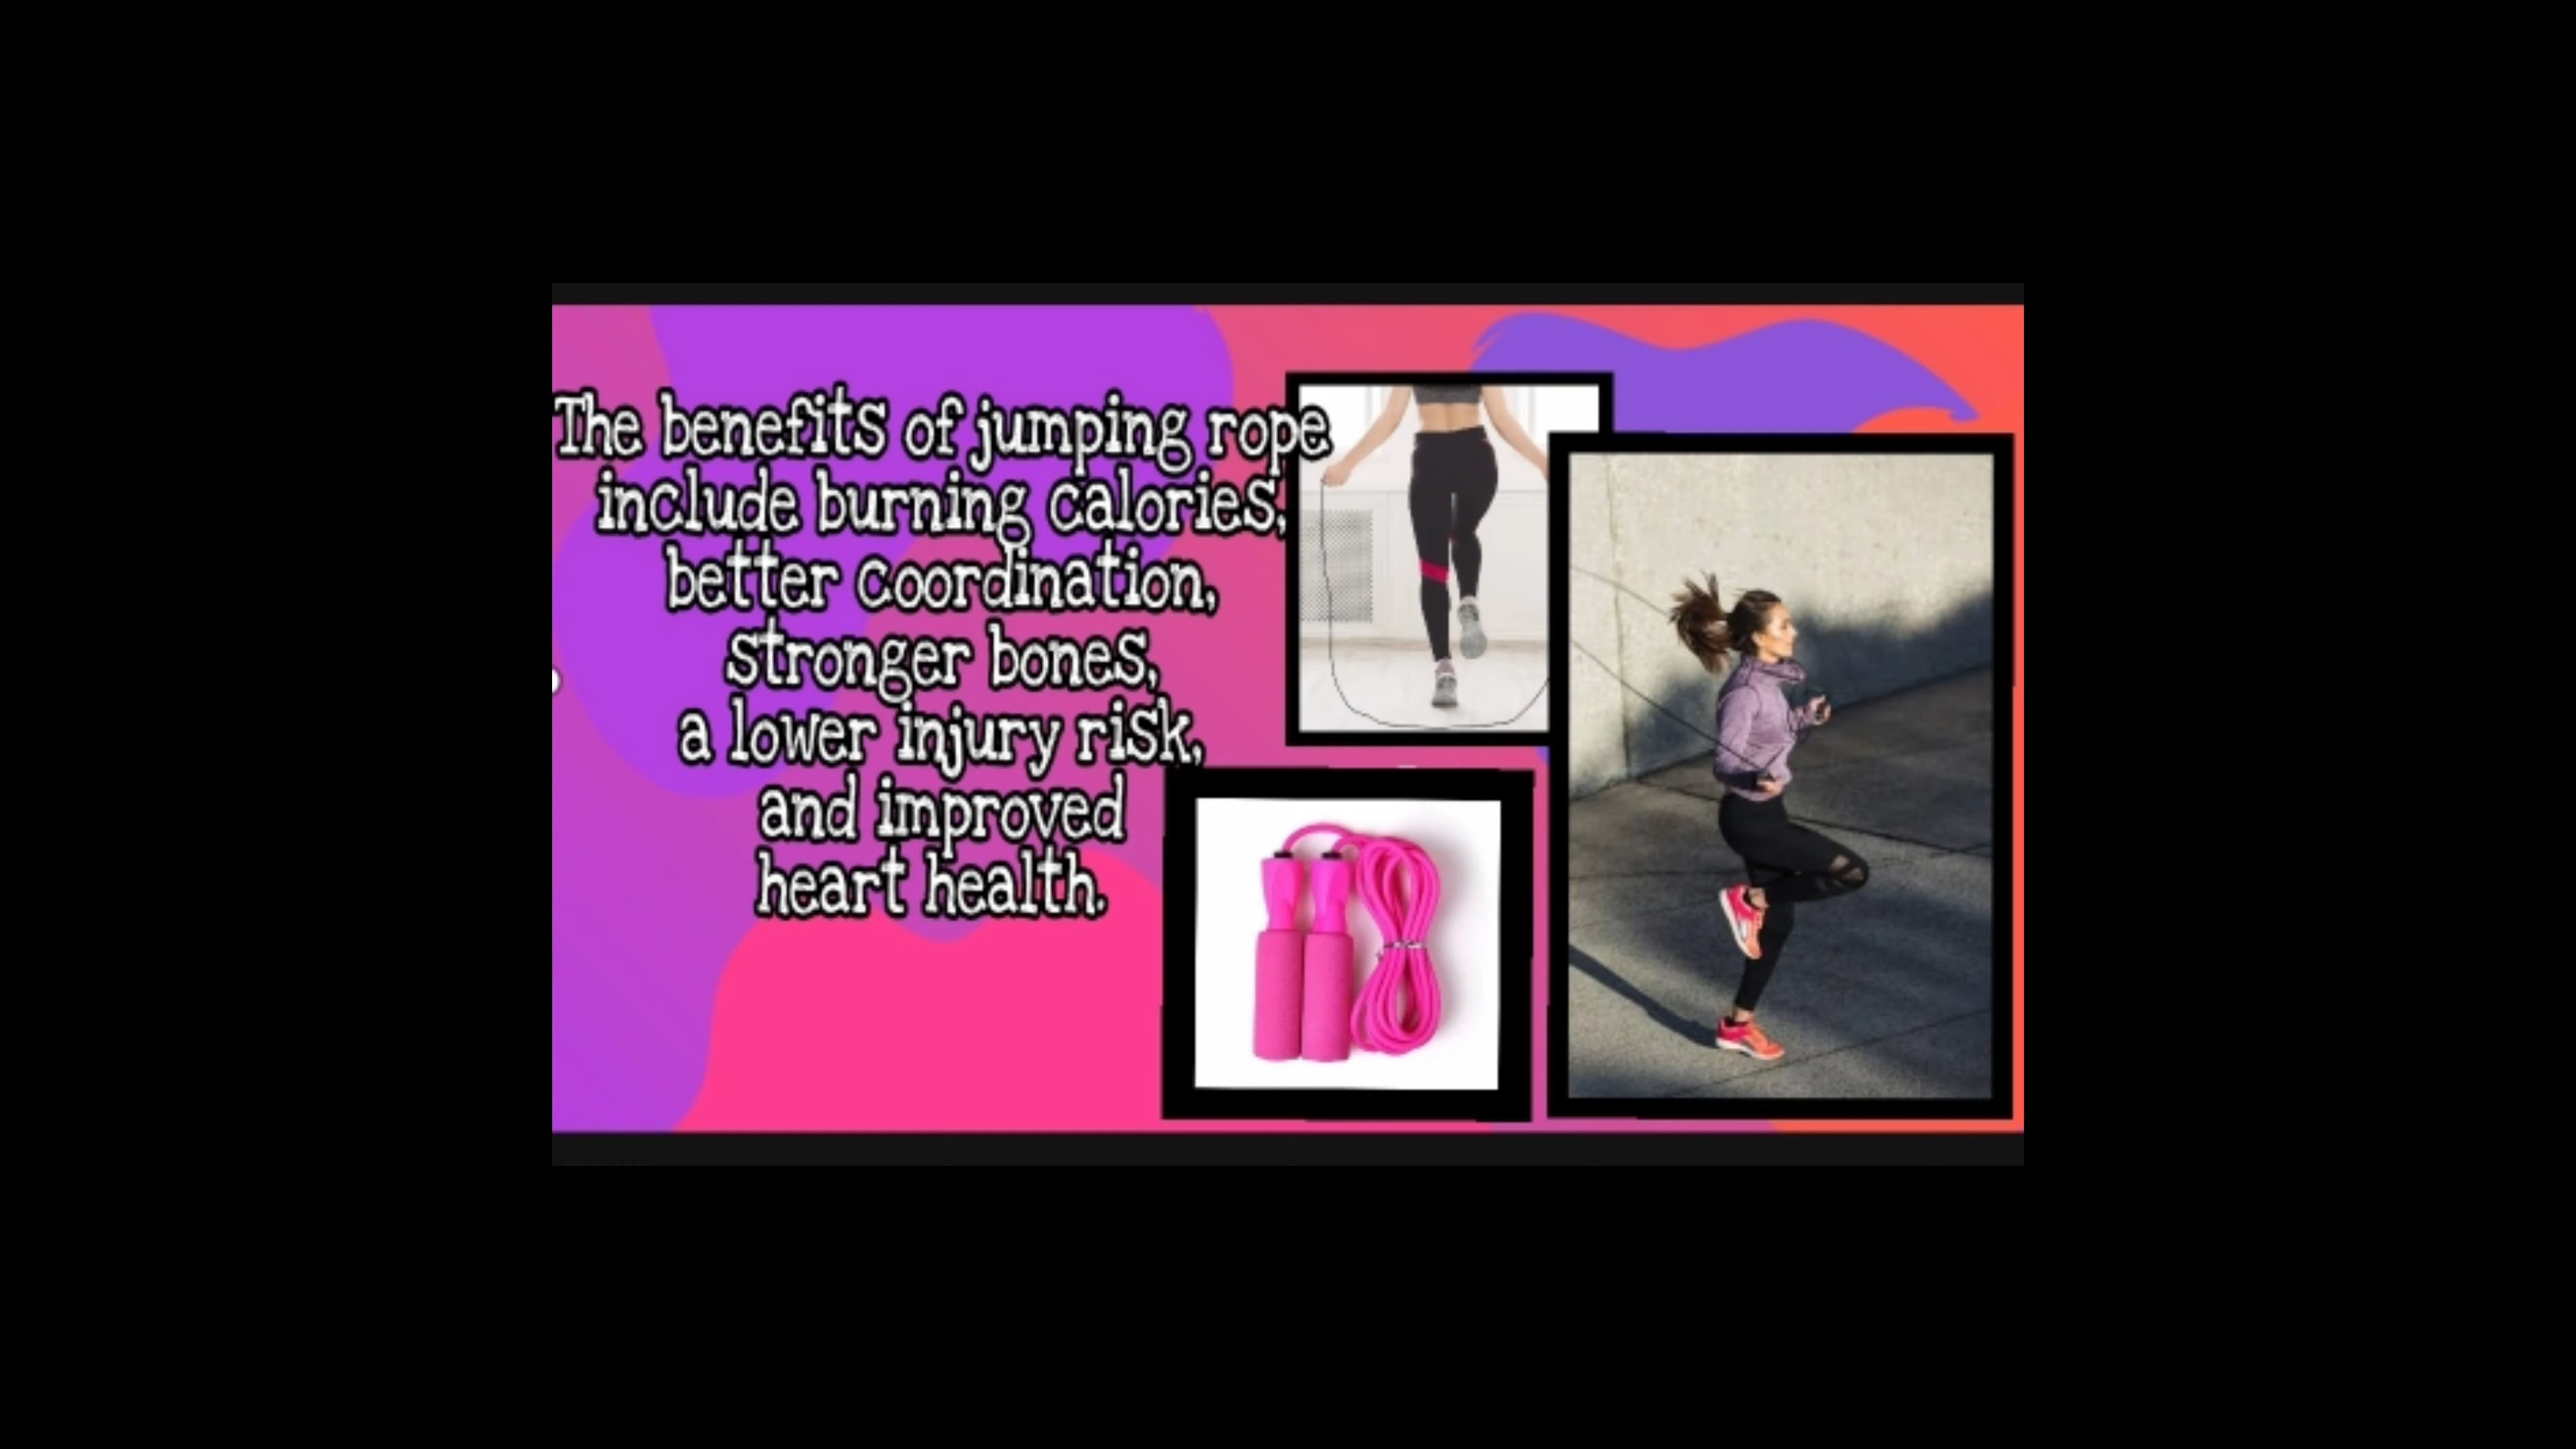 The benefits of jumping rope
include burning calories,
better coordination,
stronger bones,
a lower injury risk,
and improved
heart health.